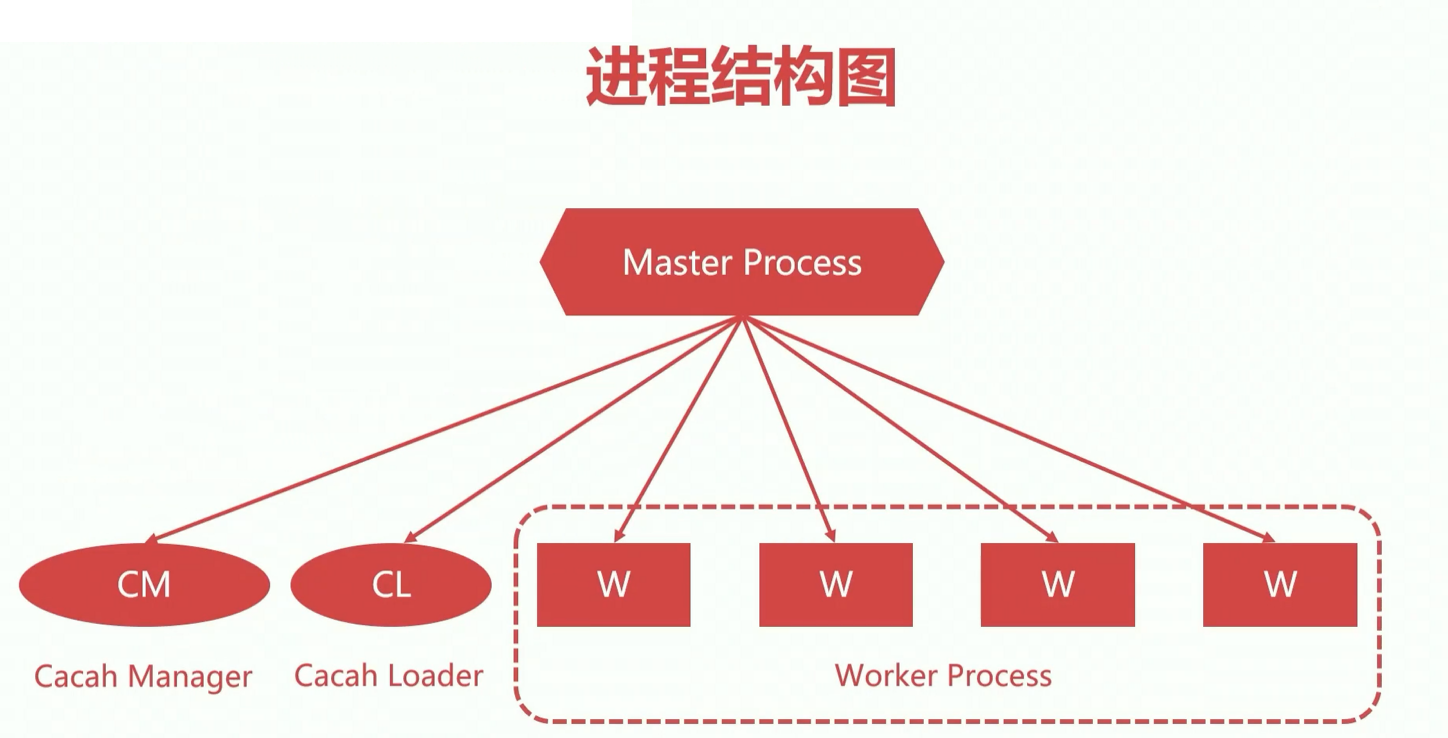 进程结构图
Master Process
CM
CL
W
W
W
W
Cacah Manager
Cacah Loader
Worker Process